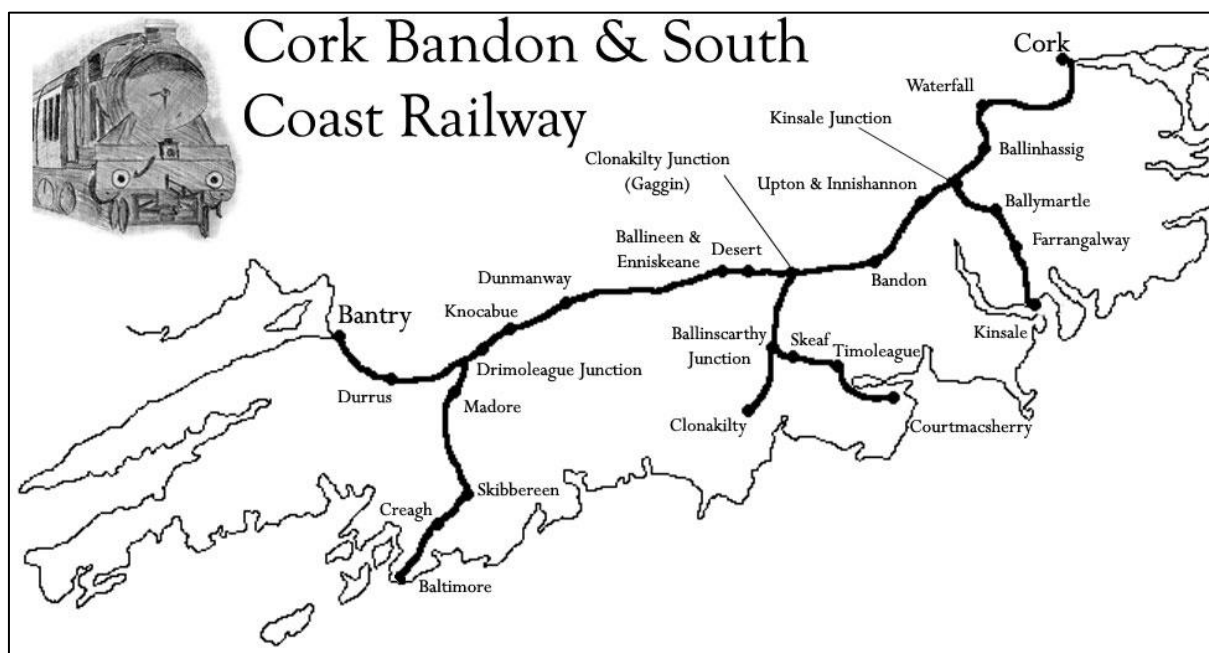 Cork Bandon & South
Coast Railway
Cork
Waterfall
Kinsale Junction
Ballinhassig
Clonakilty Junction
(Gaggin)
Upton & Innishannon
Ballymartle
Farrangalway
Ballineen &
Enniskeane
Desert
Bandon
Dunmanway
Kinsale
Knocabue
Bantry
Ballinscarthy
Junction
Skeaf
Timoleague
Drimoleague Junction
Durrus
Madore
Clonakilty
Courtmacsherry
Skibbereen
Creagh
Baltimore